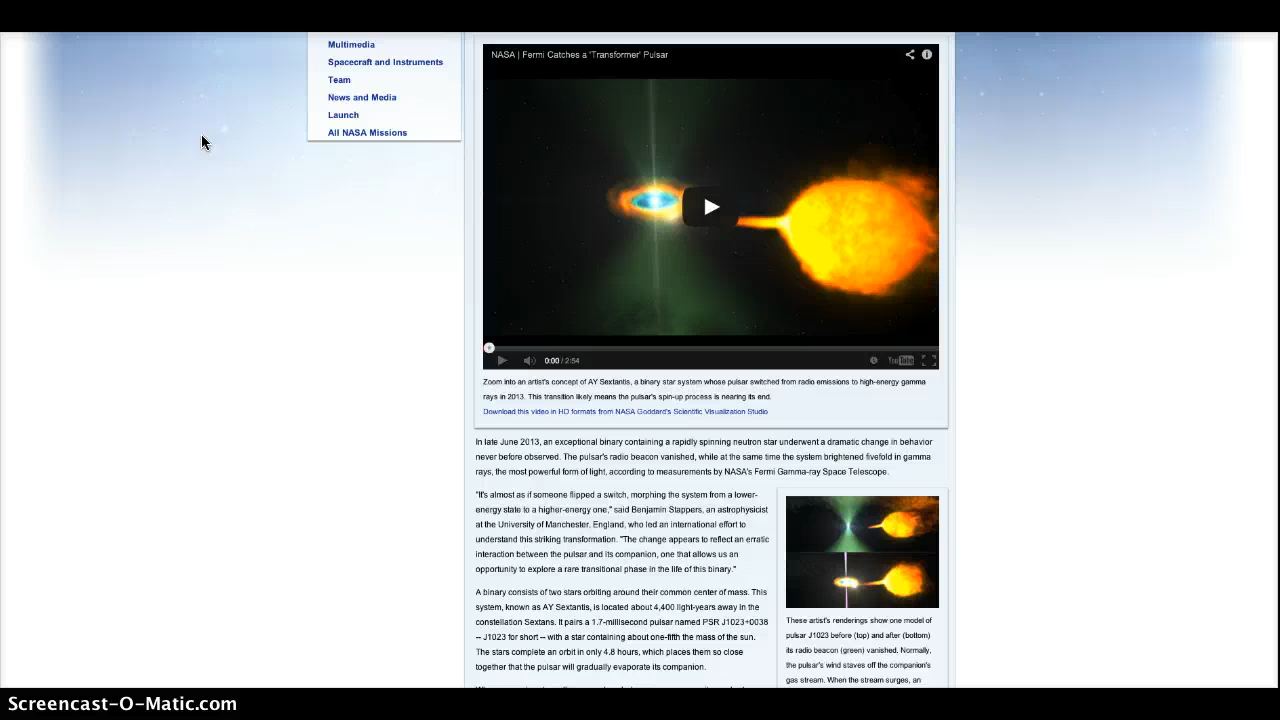 Multimedia
Spacecraft and Instruments
Team
News and Media
Launch
All NASA Missions
NASA | Fermi Catches a 'Transformer' Pulsar
0:00 / 2:54
YouTube
Zoom into an artist's concept of AY Sextantis, a binary star system whose pulsar switched from radio emissions to high-energy gamma
rays in 2013. This transition likely means the pulsar's spin-up process is nearing its end.
Download this video in HD formats from NASA Goddard's Scientific Visualization Studio
In late June 2013, an exceptional binary containing a rapidly spinning neutron star underwent a dramatic change in behavior
never before observed. The pulsar's radio beacon vanished, while at the same time the system brightened fivefold in gamma
rays, the most powerful form of light, according to measurements by NASA's Fermi Gamma-ray Space Telescope.
"It's almost as if someone flipped a switch, morphing the system from a lower-
energy state to a higher-energy one," said Benjamin Stappers, an astrophysicist
at the University of Manchester, England, who led an international effort to
understand this striking transformation. "The change appears to reflect an erratic
interaction between the pulsar and its companion, one that allows us an
opportunity to explore a rare transitional phase in the life of this binary."
A binary consists of two stars orbiting around their common center of mass. This
system, known as AY Sextantis, is located about 4,400 light-years away in the
constellation Sextans. It pairs a 1.7-millisecond pulsar named PSR J1023+0038
-- J1023 for short -- with a star containing about one-fifth the mass of the sun.
The stars complete an orbit in only 4.8 hours, which places them so close
together that the pulsar will gradually evaporate its companion.
These artist's renderings show one model of
pulsar J1023 before (top) and after (bottom)
its radio beacon (green) vanished. Normally,
the pulsar's wind staves off the companion's
gas stream. When the stream surges, an
Screencast-O-Matic.com